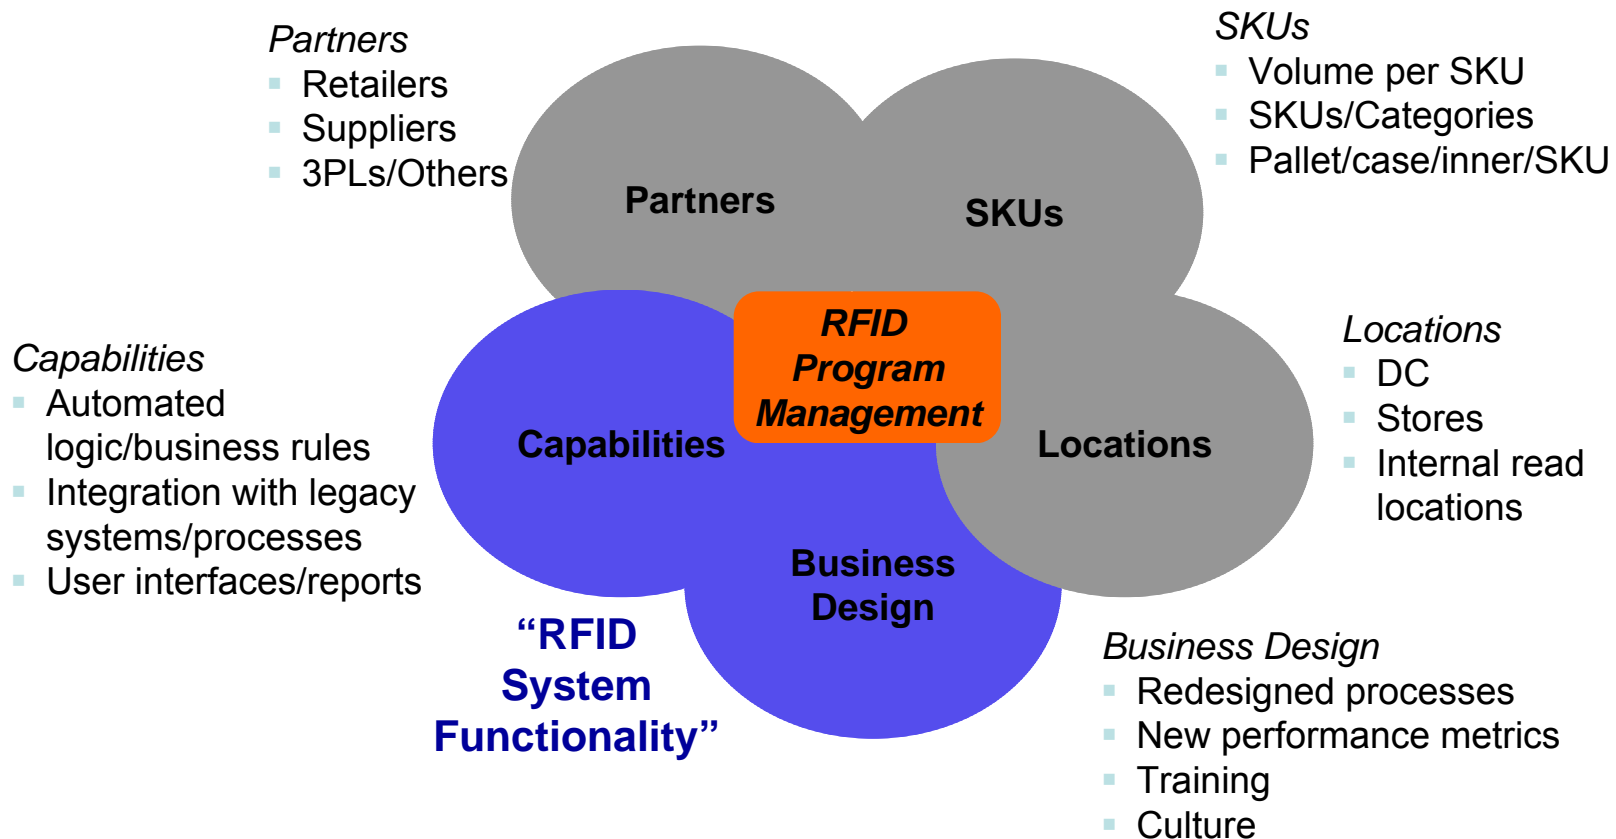 Partners
Retailers
Suppliers
3PLs/Others
SKUs
Volume per SKU
SKUs/Categories
Pallet/case/inner/SKU
Partners
SKUs
RFID
Program
Management
Capabilities
Automated
logic/business rules
Integration with legacy
systems/processes
User interfaces/reports
Capabilities
Locations
Locations
DC
Stores
Internal read
locations
Business
Design
“RFID
System
Functionality”
Business Design
Redesigned processes
New performance metrics
Training
Culture